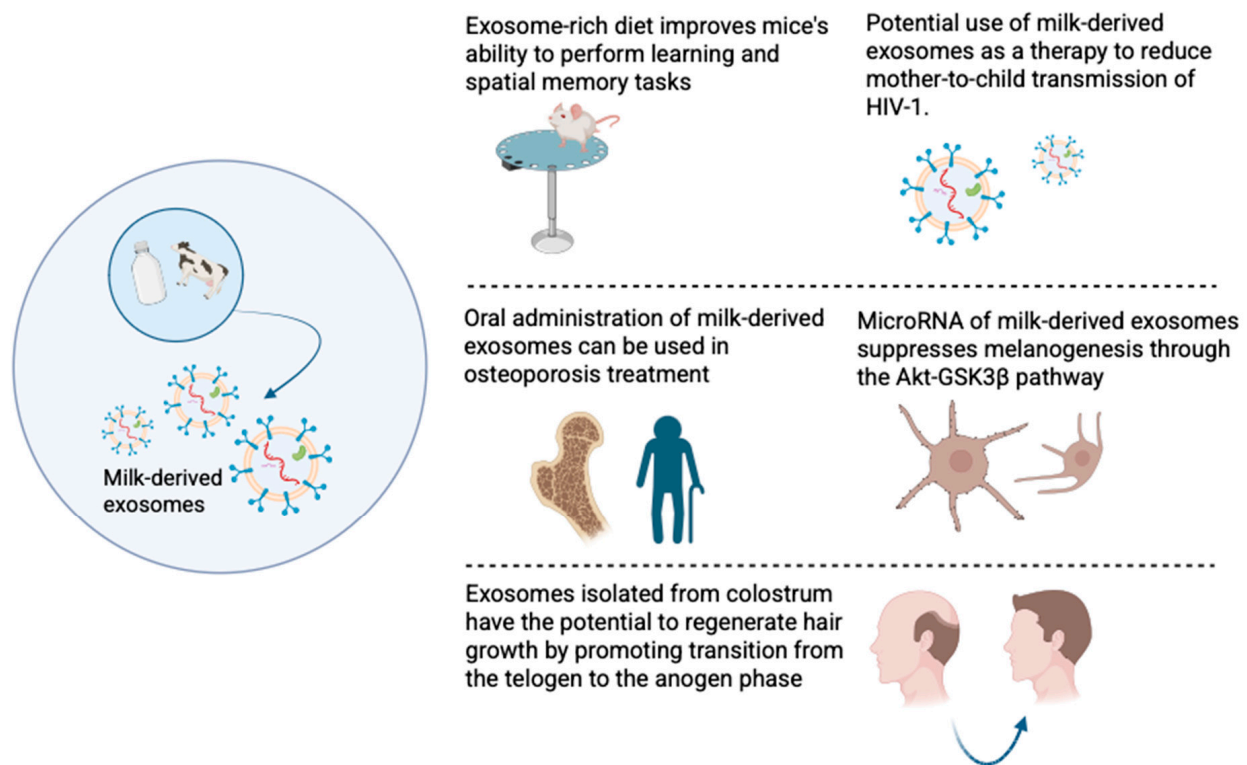 Exosome-rich diet improves mice's
ability to perform learning and
spatial memory tasks
Potential use of milk-derived
exosomes as a therapy to reduce
mother-to-child transmission of
HIV-1.
Milk-derived
exosomes
Oral administration of milk-derived
exosomes can be used in
osteoporosis treatment
MicroRNA of milk-derived exosomes
suppresses melanogenesis through
the Akt-GSK3β pathway
Exosomes isolated from colostrum
have the potential to regenerate hair
growth by promoting transition from
the telogen to the anogen phase